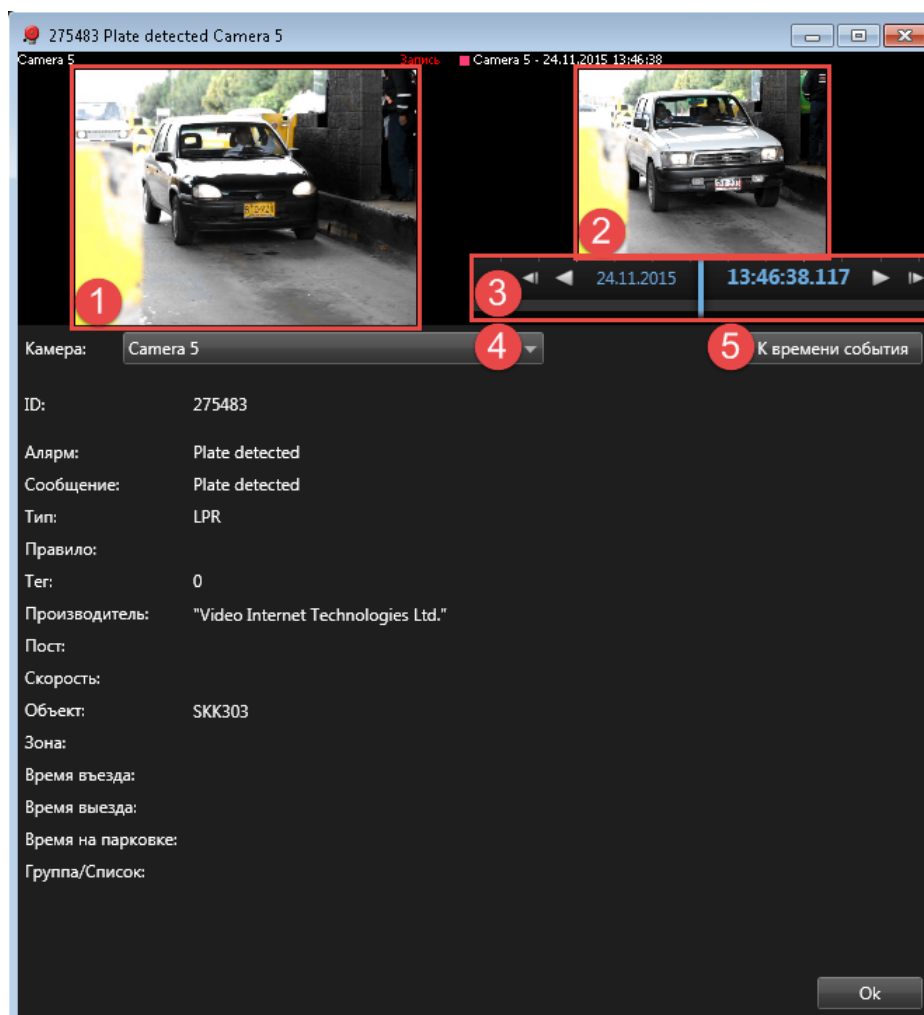 275483 Plate detected Camera 5
Camera 5 Запись Camera 5 - 24.11.2015 13:46:38
1
2
3 24.11.2015 13:46:38.117
Камера: Camera 5 4 5 К времени события
ID: 275483
Алярм: Plate detected
Сообщение: Plate detected
Тип: LPR
Правило:
Тег: 0
Производитель: "Video Internet Technologies Ltd."
Пост:
Скорость:
Объект: SKK303
Зона:
Время въезда:
Время выезда:
Время на парковке:
Группа/Список:
Ok